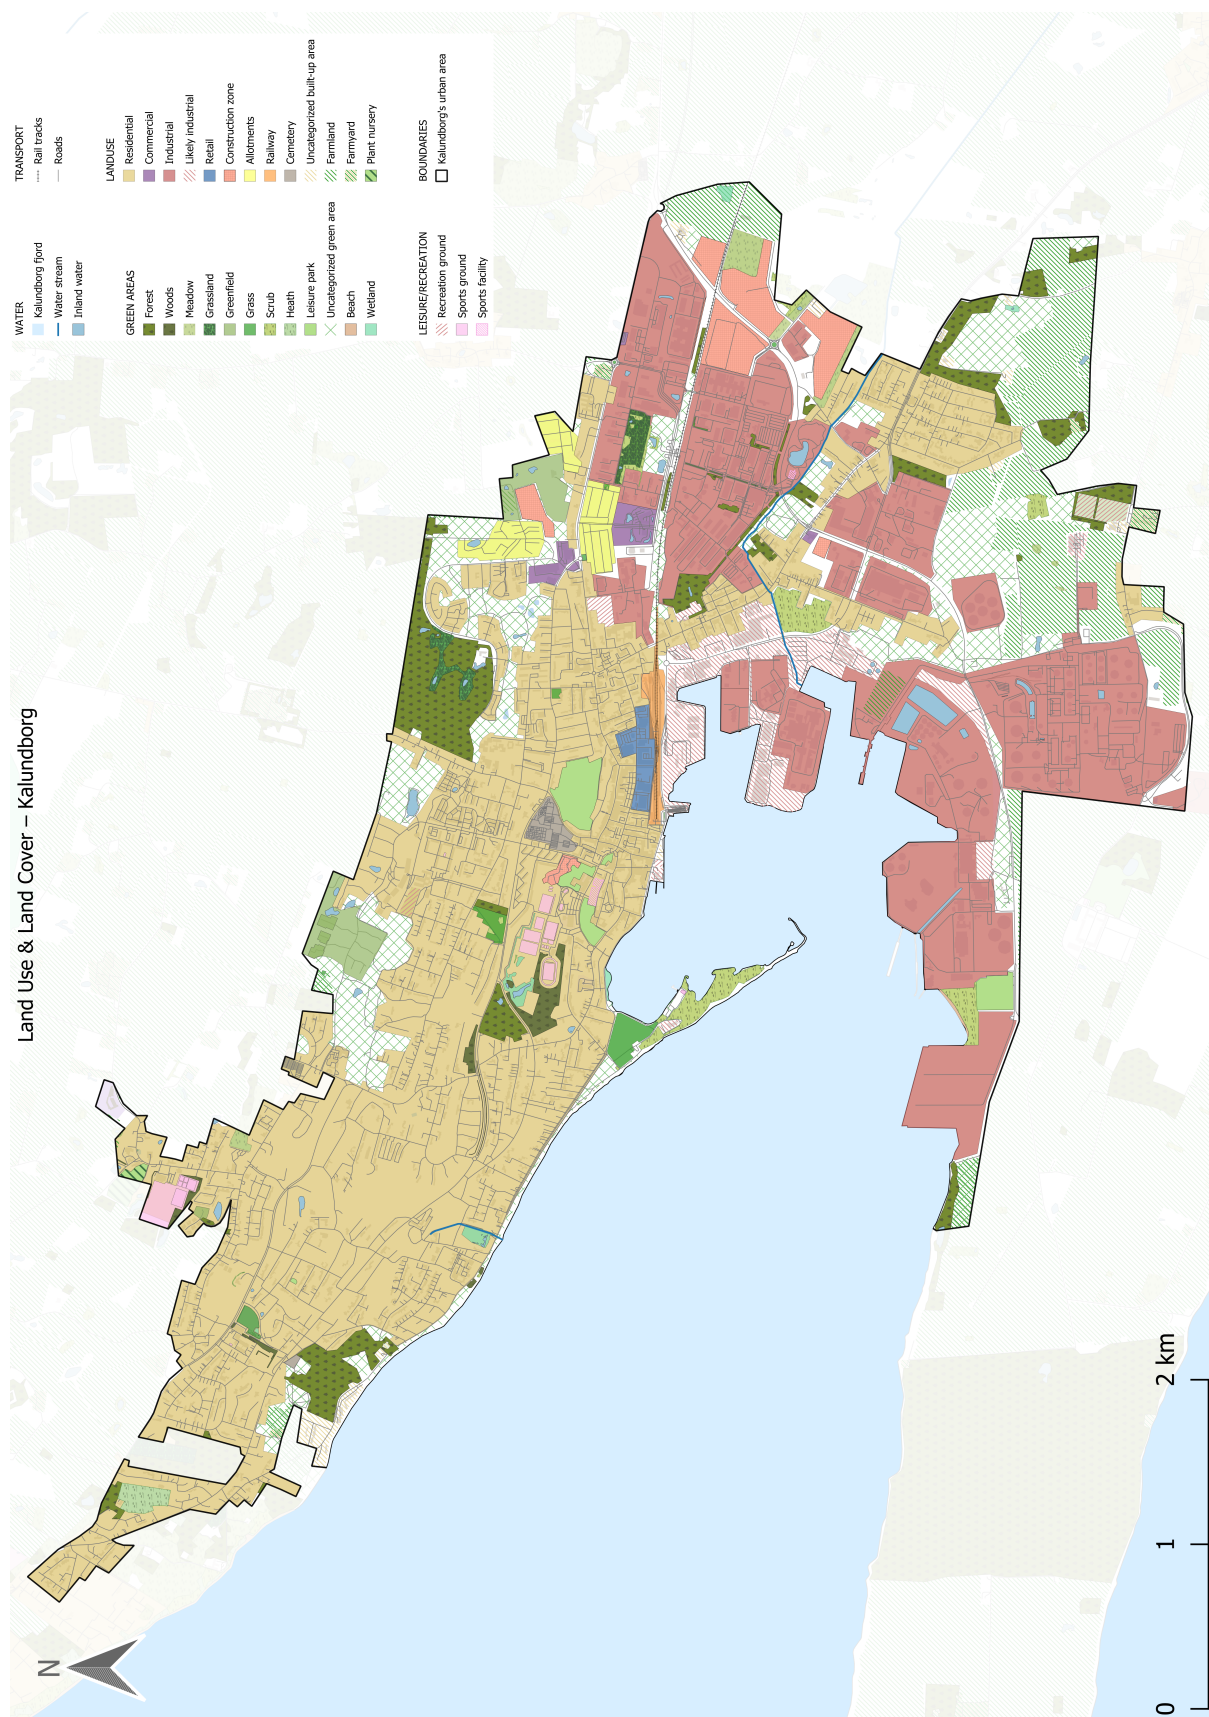 Land Use & Land Cover – Kalundborg
WATER
Kalundborg fjord
Water stream
Inland water
GREEN AREAS
Forest
Woods
Meadow
Grassland
Greenfield
Grass
Scrub
Heath
Leisure park
Uncategorized green area
Beach
Wetland
LEISURE/RECREATION
Recreation ground
Sports ground
Sports facility
TRANSPORT
Rail tracks
Roads
LANDUSE
Residential
Commercial
Industrial
Likely industrial
Retail
Construction zone
Allotments
Railway
Cemetery
Uncategorized built-up area
Farmland
Farmyard
Plant nursery
BOUNDARIES
Kalundborg's urban area
N
0 1 2 km